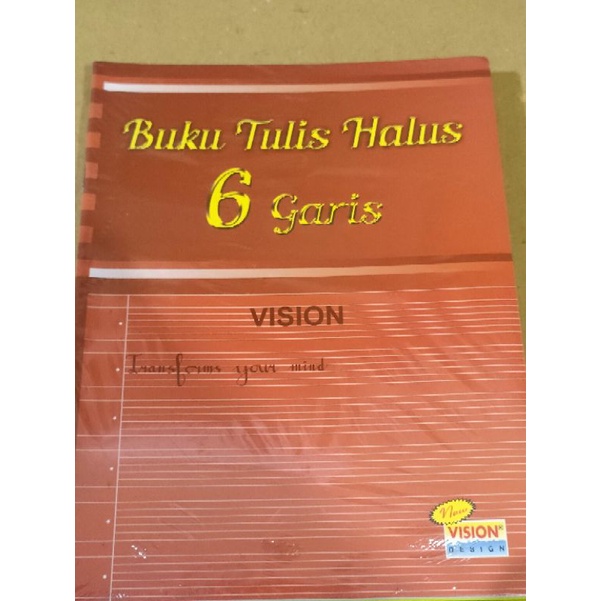 Buku Tulis Halus
6 Garis
VISION
Transforms your mind
New
VISION
DESIGN